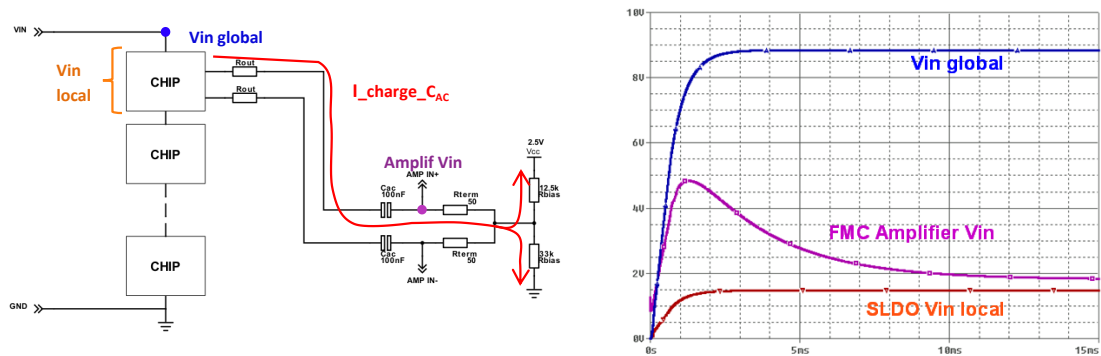 VIN
Vin global
Vin
local
CHIP
Rout
Rout
I_charge_CAC
CHIP
Amplif Vin
AMP IN+
2.5V
Vcc
Cac
100nF
Rterm
50
12.5k
Rbias
Cac
100nF
Rterm
50
33k
Rbias
AMP IN-
CHIP
GND
10V
8V
6V
4V
2V
0V
0s
5ms
10ms
15ms
Vin global
FMC Amplifier Vin
SLDO Vin local